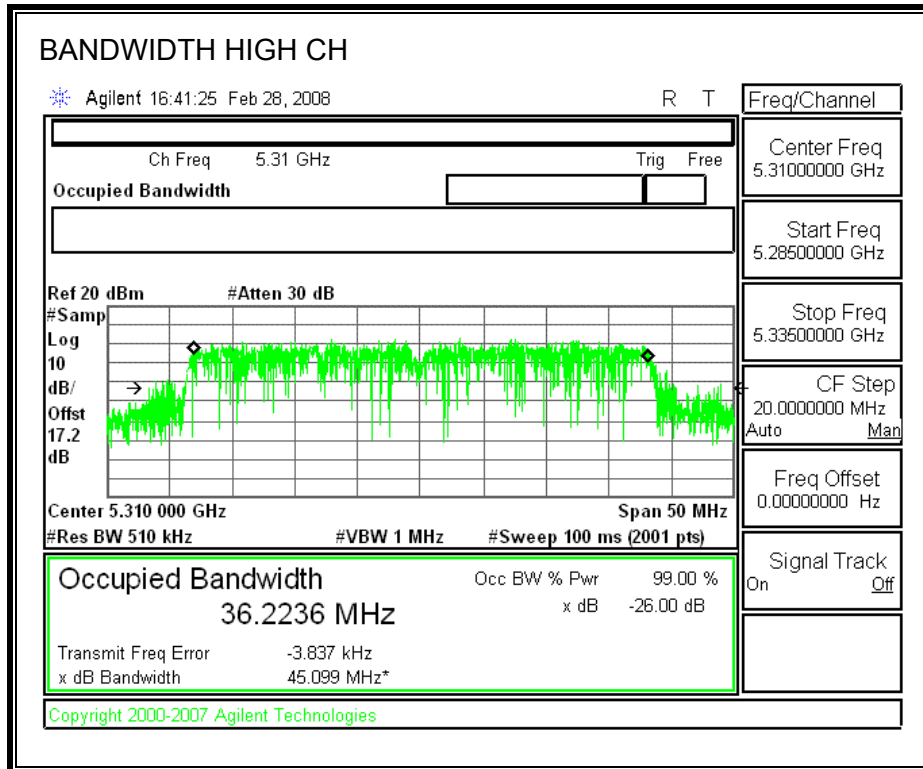 BANDWIDTH HIGH CH
Agilent 16:41:25 Feb 28, 2008 R T
Freq/Channel
Ch Freq 5.31 GHz Trig Free
Occupied Bandwidth
Center Freq
5.31000000 GHz
Start Freq
5.28500000 GHz
Stop Freq
5.33500000 GHz
CF Step
20.0000000 MHz
Auto Man
Freq Offset
0.00000000 Hz
Signal Track
On Off
Ref 20 dBm #Atten 30 dB
#Samp
Log
10
dB/
Offst
17.2
dB
Center 5.310 000 GHz Span 50 MHz
#Res BW 510 kHz #VBW 1 MHz #Sweep 100 ms (2001 pts)
Occupied Bandwidth Occ BW % Pwr 99.00 %
36.2236 MHz x dB -26.00 dB
Transmit Freq Error -3.837 kHz
x dB Bandwidth 45.099 MHz*
Copyright 2000-2007 Agilent Technologies